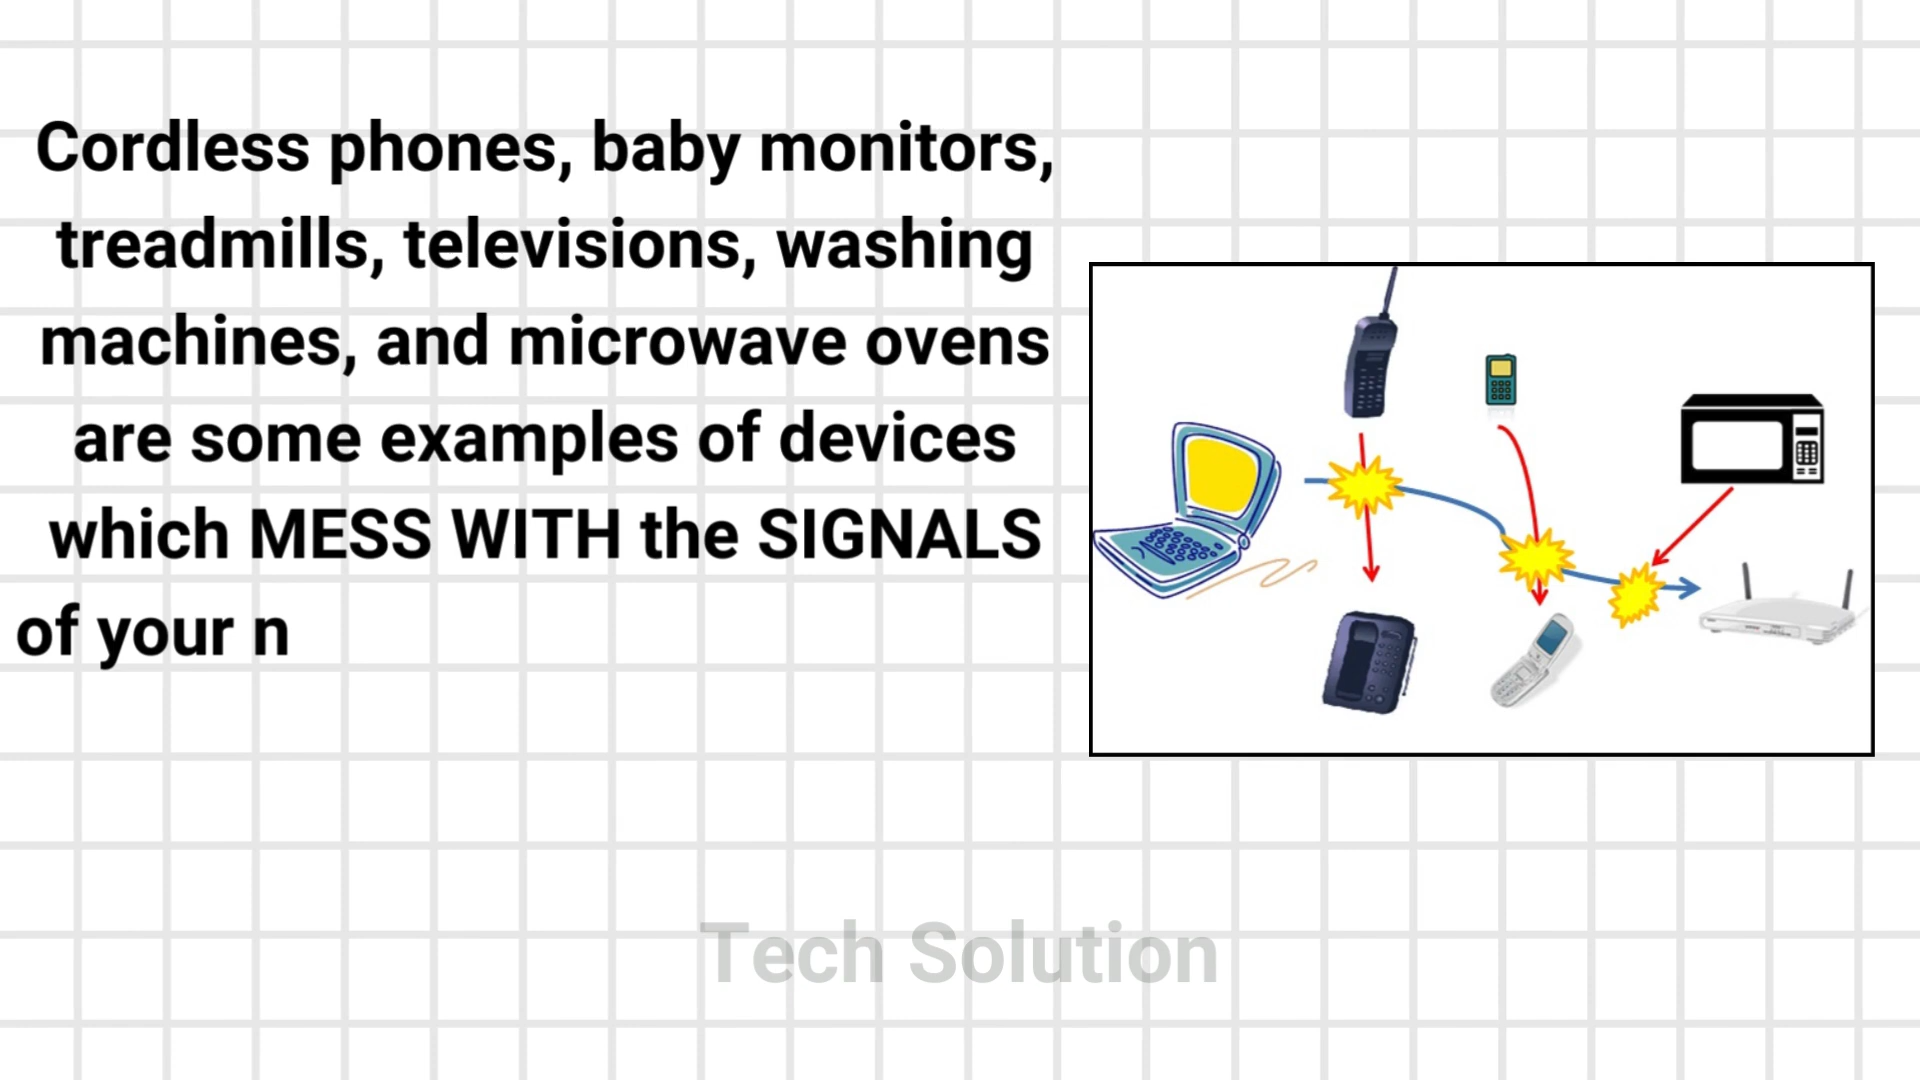 Cordless phones, baby monitors,
treadmills, televisions, washing
machines, and microwave ovens
are some examples of devices
which MESS WITH the SIGNALS
of your n
Tech Solution